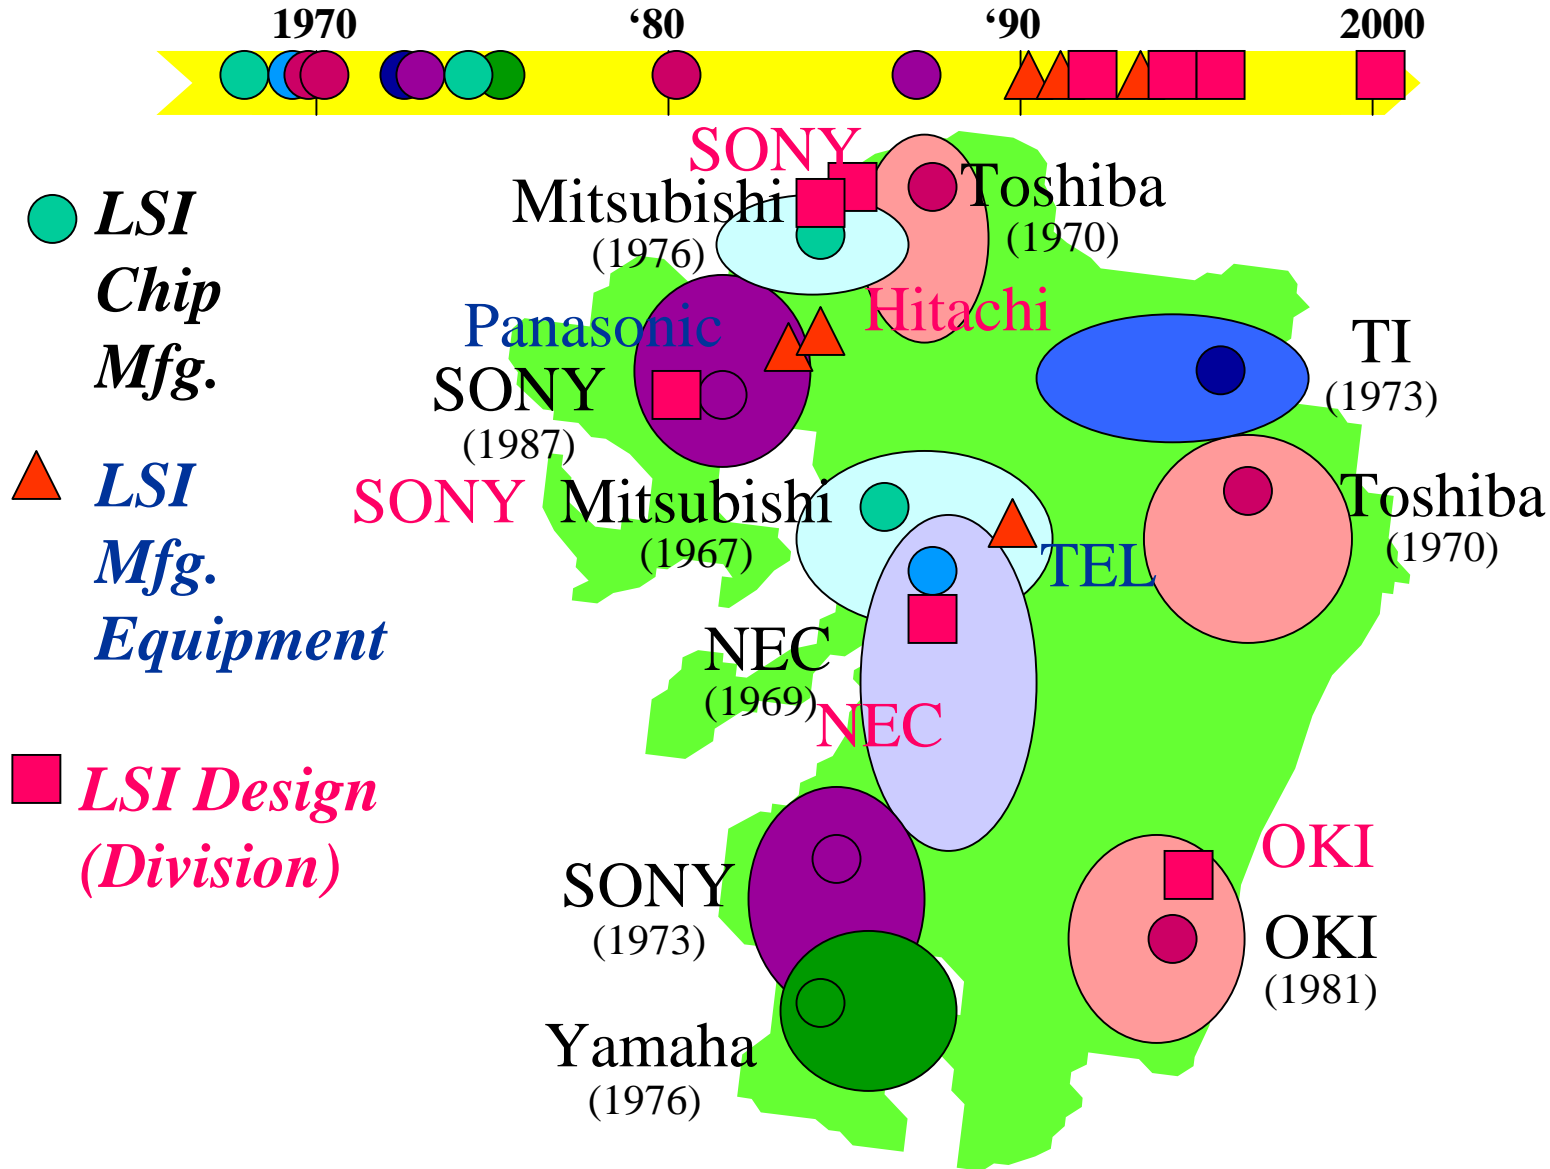 1970 ‘80 ‘90 2000
SONY
Mitsubishi
(1976)
Toshiba
(1970)
LSI
Chip
Mfg.
Panasonic
Hitachi
SONY
(1987)
TI
(1973)
LSI
Mfg.
Equipment
SONY
Mitsubishi
(1967)
Toshiba
(1970)
TEL
NEC
(1969)
NEC
LSI Design
(Division)
SONY
(1973)
OKI
OKI
(1981)
Yamaha
(1976)